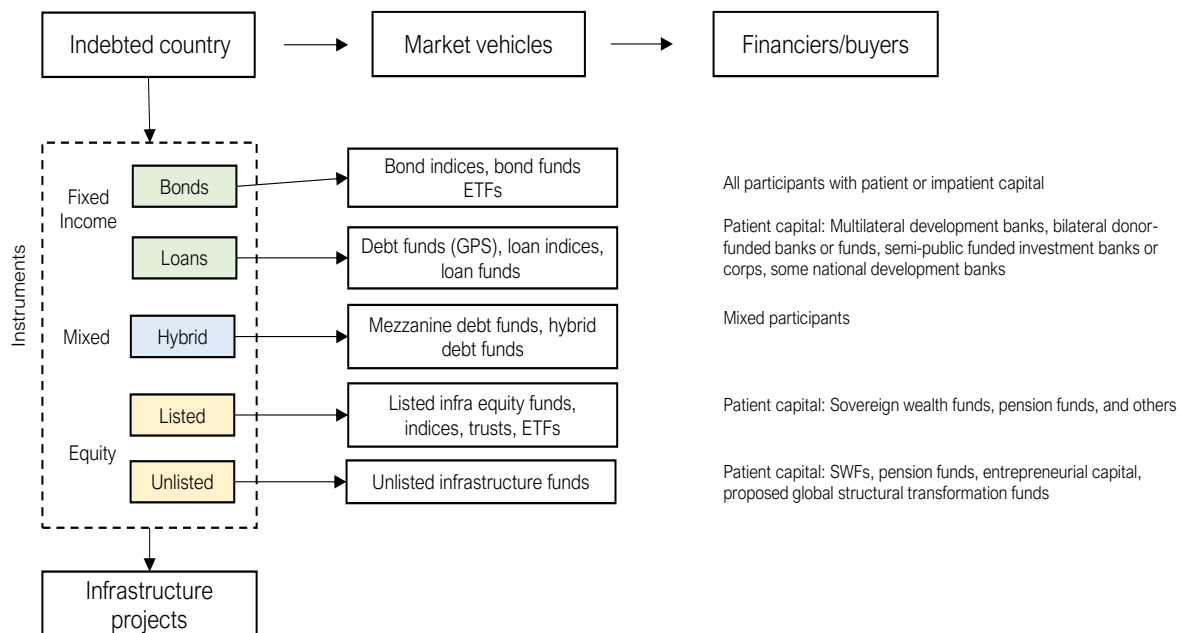 Indebted country
Market vehicles
Financiers/buyers
Instruments
Fixed
Income
Bonds
Bond indices, bond funds
ETFs
All participants with patient or impatient capital
Loans
Debt funds (GPS), loan indices,
loan funds
Patient capital: Multilateral development banks, bilateral donor-
funded banks or funds, semi-public funded investment banks or
corps, some national development banks
Mixed
Hybrid
Mezzanine debt funds, hybrid
debt funds
Mixed participants
Equity
Listed
Listed infra equity funds,
indices, trusts, ETFs
Patient capital: Sovereign wealth funds, pension funds, and others
Unlisted
Unlisted infrastructure funds
Patient capital: SWFs, pension funds, entrepreneurial capital,
proposed global structural transformation funds
Infrastructure
projects